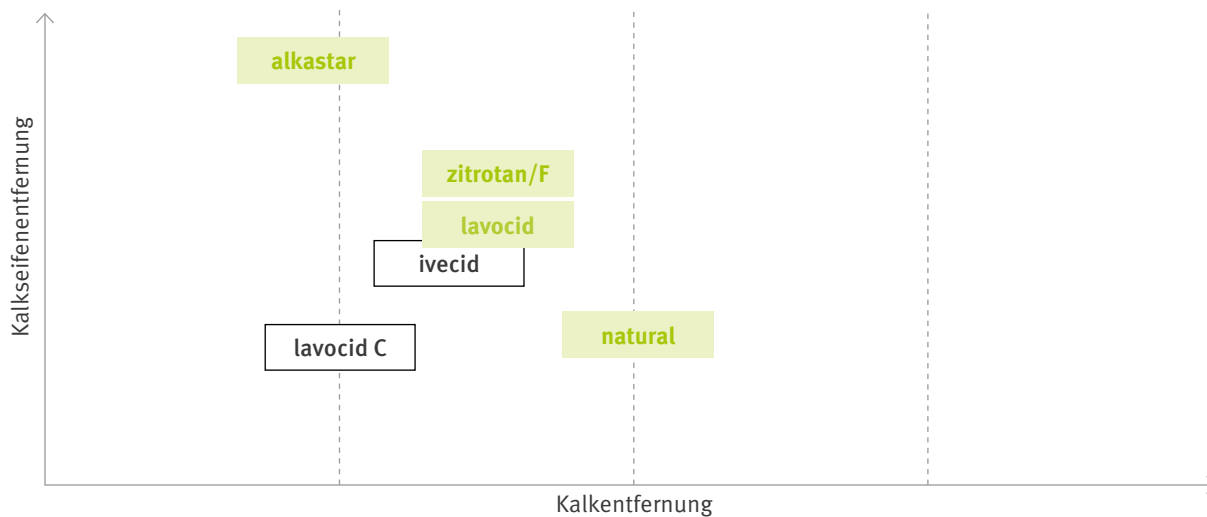 alkastar
zitrotan/F
lavocid
ivecid
natural
lavocid C
Kalkseifenentfernung
Kalkentfernung